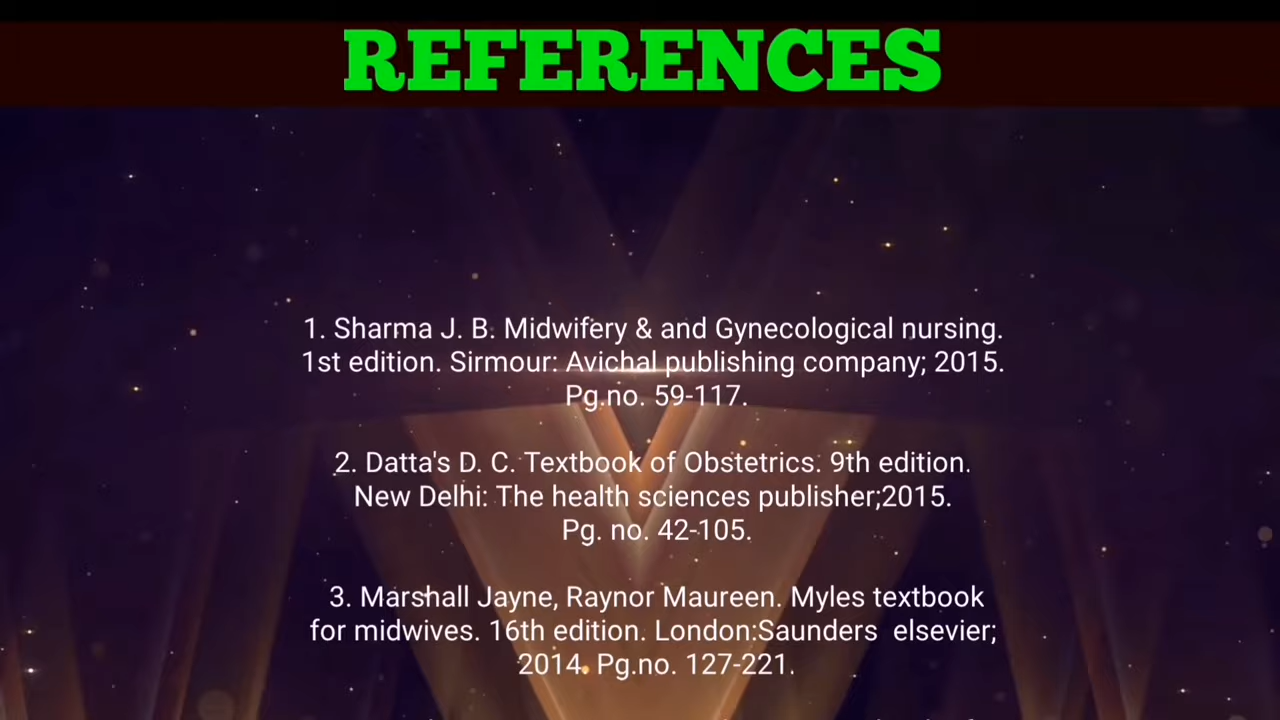 REFERENCES
1. Sharma J. B. Midwifery & and Gynecological nursing.
1st edition. Sirmour: Avichal publishing company; 2015.
Pg.no. 59-117.
2. Datta's D. C. Textbook of Obstetrics. 9th edition.
New Delhi: The health sciences publisher;2015.
Pg. no. 42-105.
3. Marshall Jayne, Raynor Maureen. Myles textbook
for midwives. 16th edition. London:Saunders  elsevier;
2014. Pg.no. 127-221.